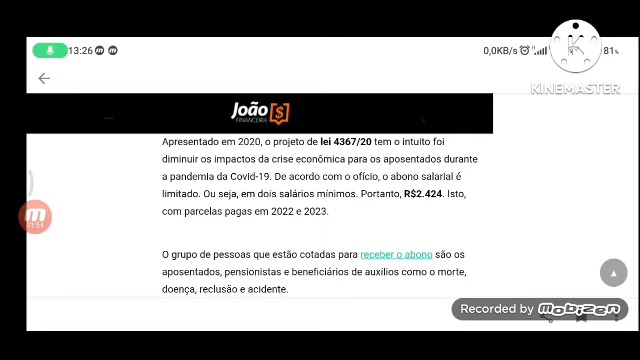 13:26
0,0KB/s
81%
KINEMASTER
João
FINANCEIRA
Apresentado em 2020, o projeto de lei 4367/20 tem o intuito foi
diminuir os impactos da crise econômica para os aposentados durante
a pandemia da Covid-19. De acordo com o ofício, o abono salarial é
limitado. Ou seja, em dois salários mínimos. Portanto, R$2.424. Isto,
com parcelas pagas em 2022 e 2023.
01:54
O grupo de pessoas que estão cotadas para receber o abono são os
aposentados, pensionistas e beneficiários de auxílios como o morte,
doença, reclusão e acidente.
Recorded by MOBIZEN